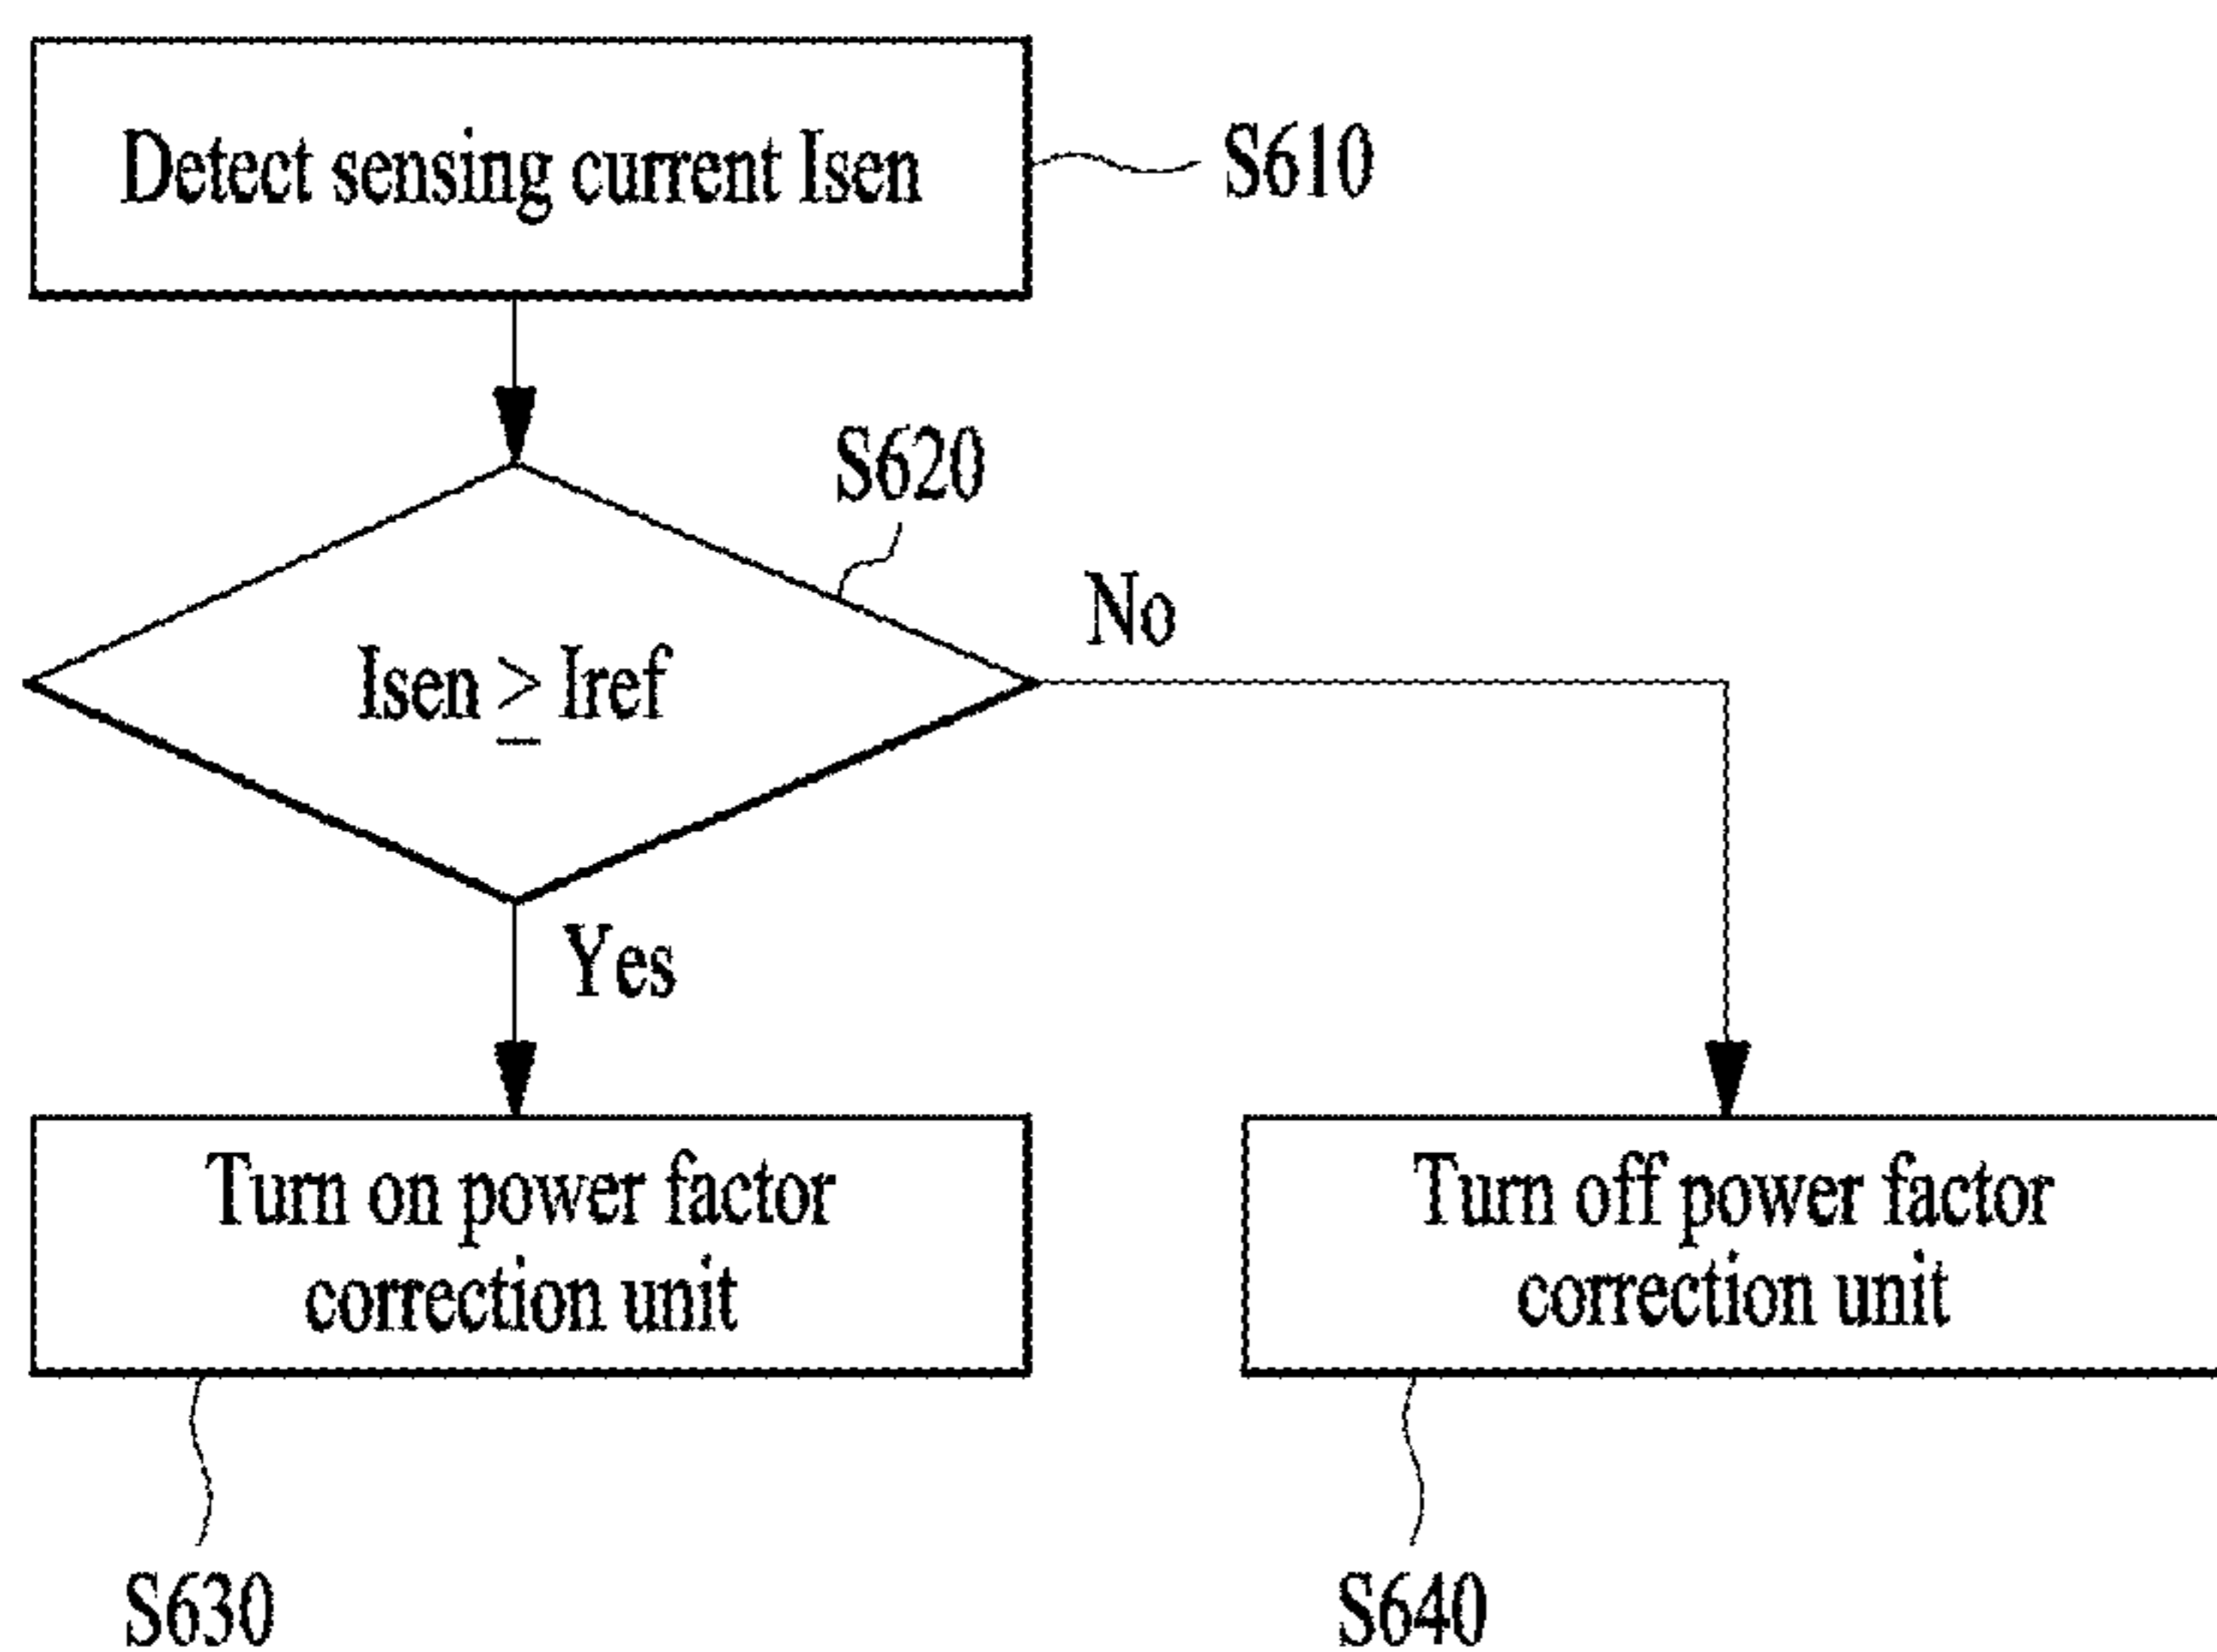 Detect sensing current Isen
S610
S620
Isen ≥ Iref
No
Yes
Turn on power factor
correction unit
Turn off power factor
correction unit
S630
S640